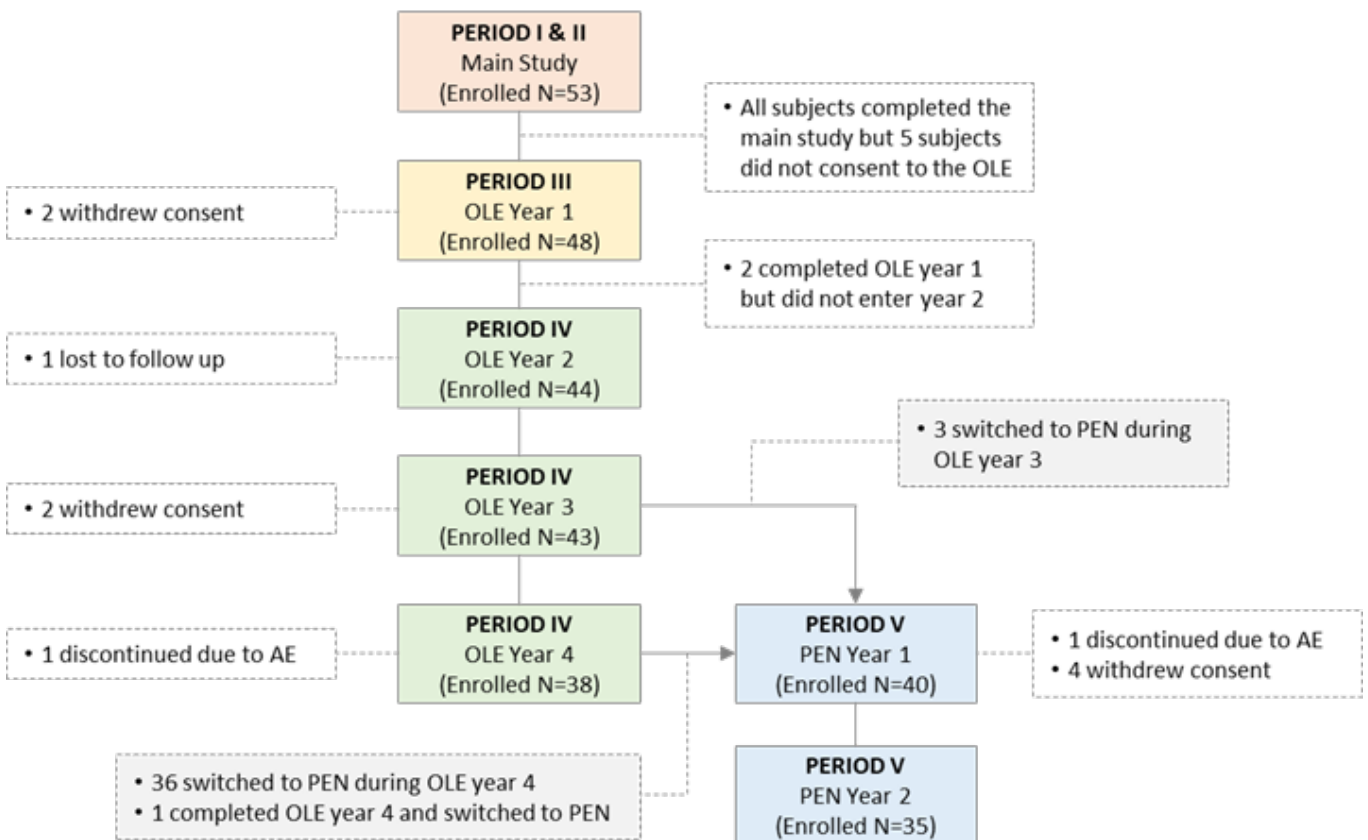 PERIOD I & II
Main Study
(Enrolled N=53)
• All subjects completed the
main study but 5 subjects
did not consent to the OLE
PERIOD III
OLE Year 1
(Enrolled N=48)
• 2 withdrew consent
• 2 completed OLE year 1
but did not enter year 2
PERIOD IV
OLE Year 2
(Enrolled N=44)
• 1 lost to follow up
• 3 switched to PEN during
OLE year 3
PERIOD IV
OLE Year 3
(Enrolled N=43)
• 2 withdrew consent
PERIOD IV
OLE Year 4
(Enrolled N=38)
• 1 discontinued due to AE
PERIOD V
PEN Year 1
(Enrolled N=40)
• 1 discontinued due to AE
• 4 withdrew consent
• 36 switched to PEN during OLE year 4
• 1 completed OLE year 4 and switched to PEN
PERIOD V
PEN Year 2
(Enrolled N=35)